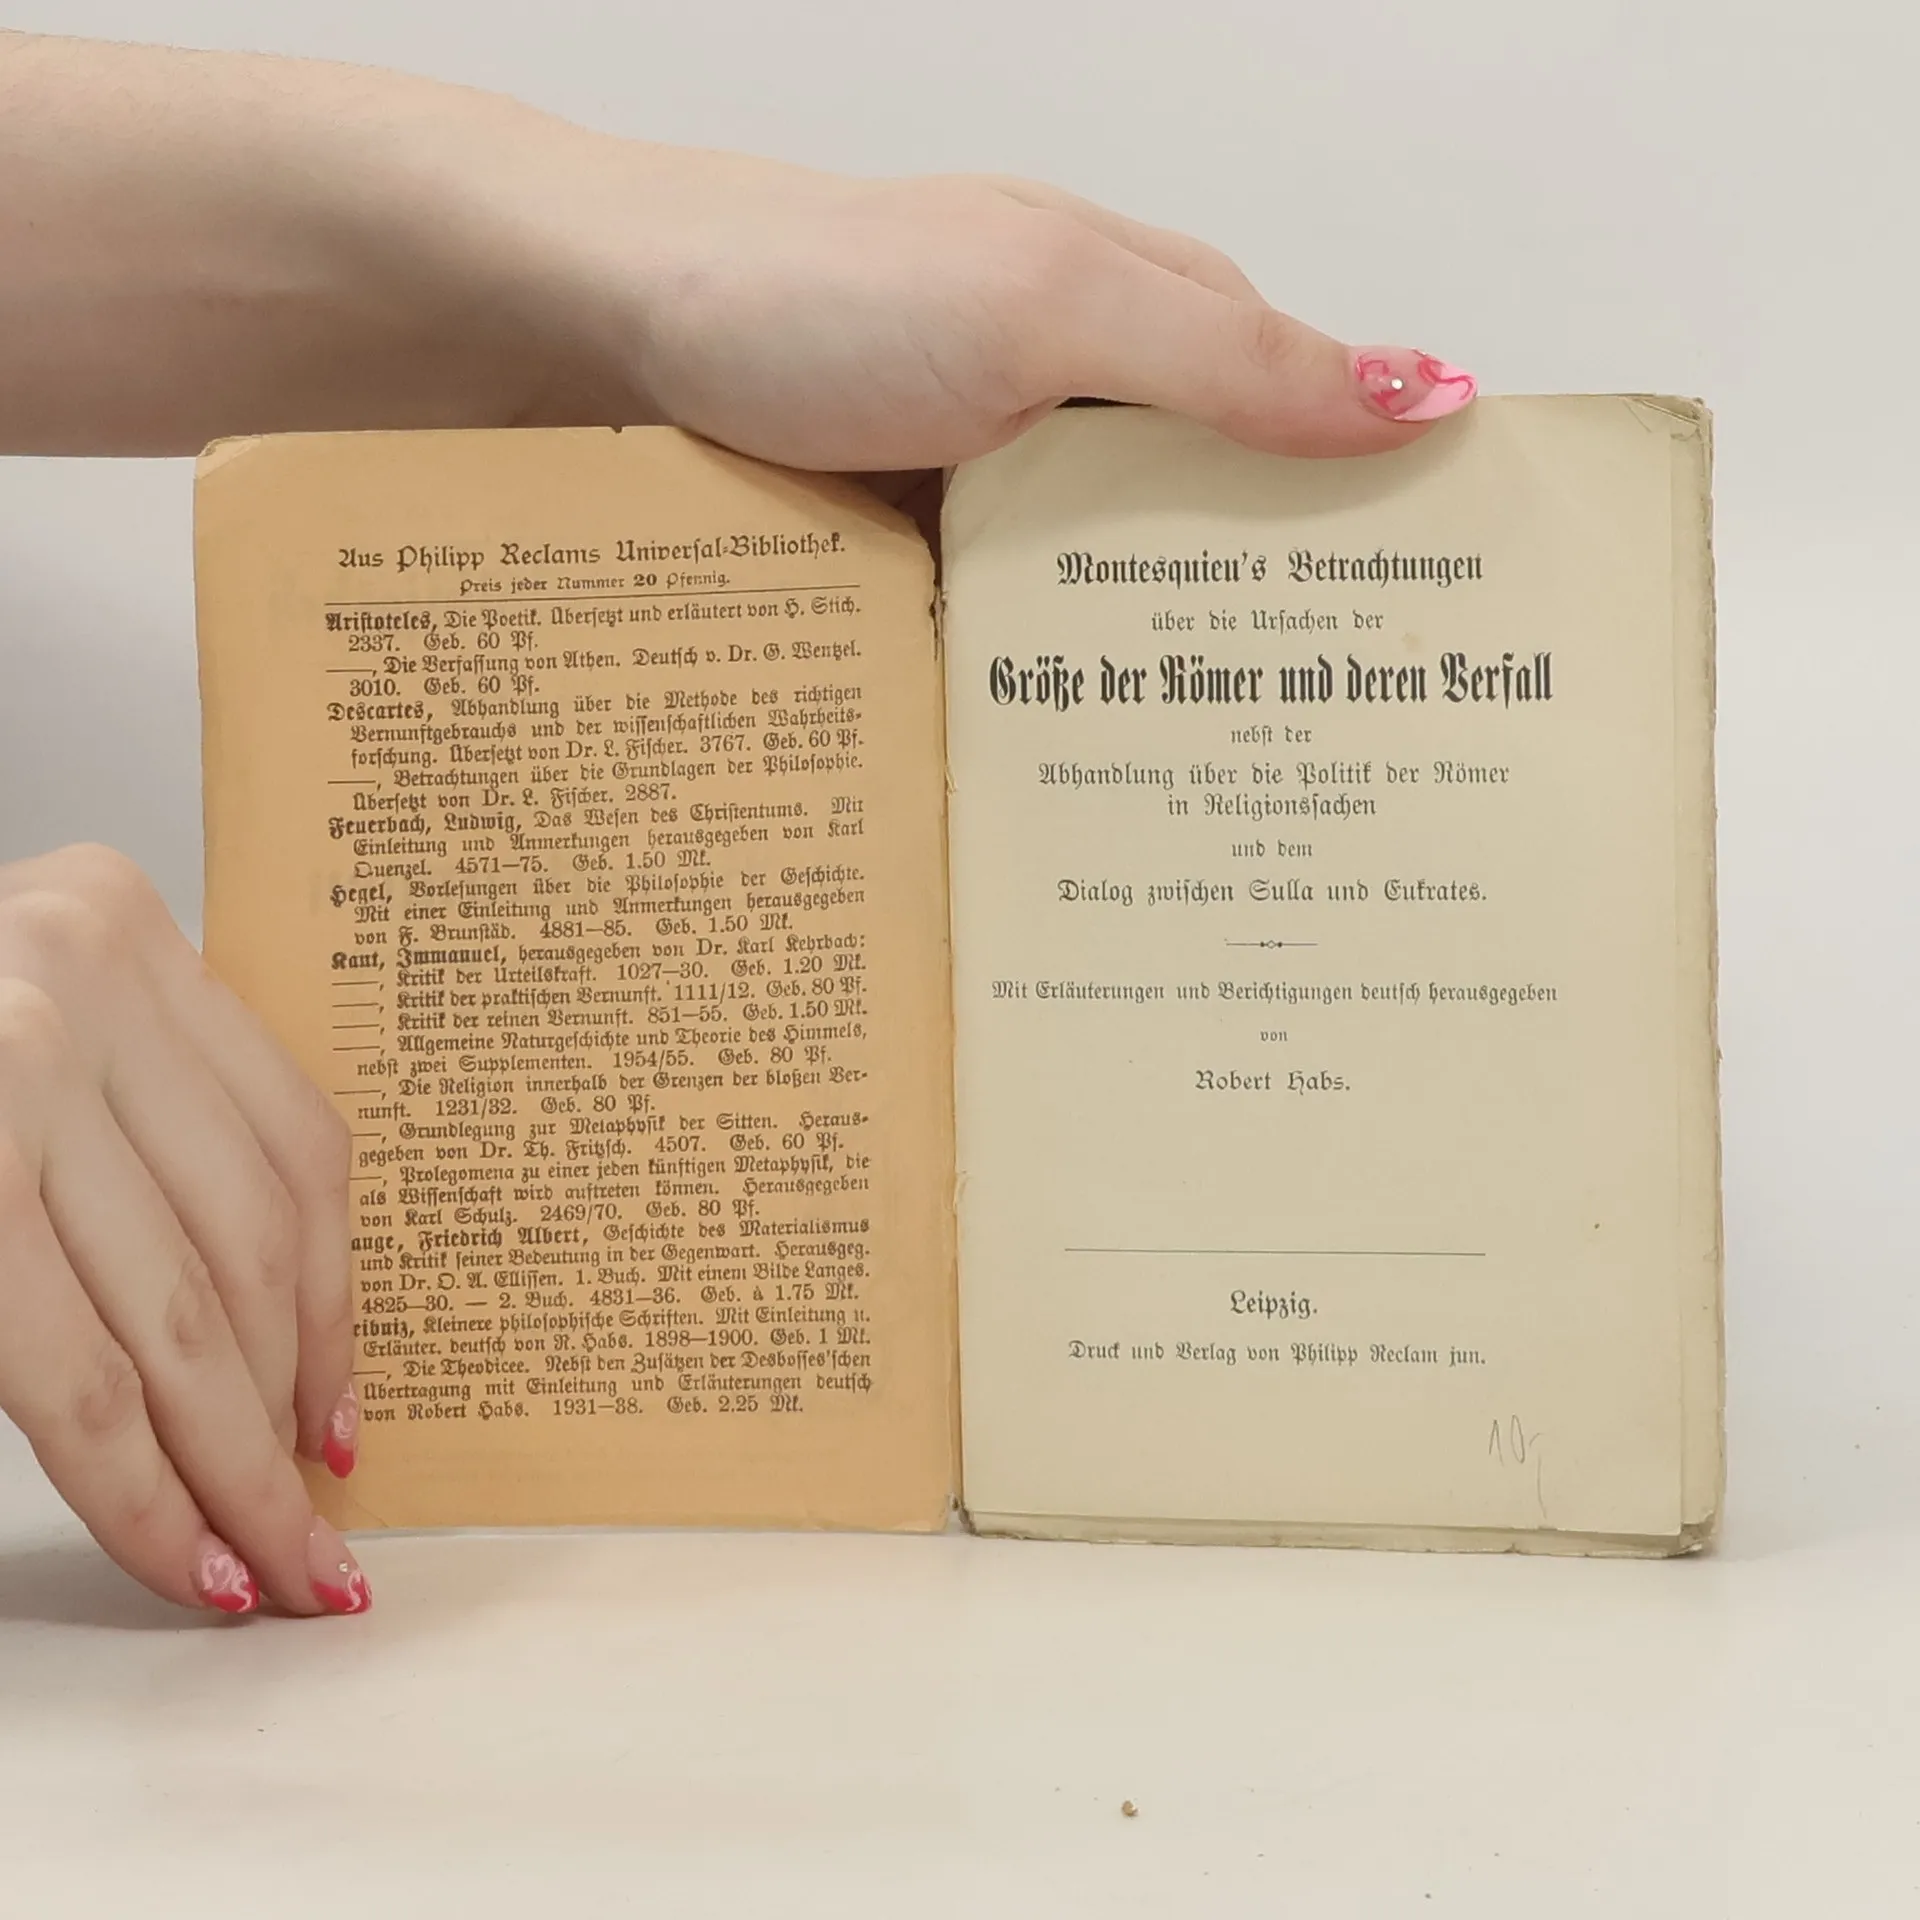 Aus Philipp Reclams Universal-Bibliothek.
Preis jeder Nummer 20 Pfennig.
Aristoteles, Die Poetik. Übersetzt und erläutert von H. Stich.
2337. Geb. 60 Pf.
——, Die Verfassung von Athen. Deutsch v. Dr. G. Wentzel.
3010. Geb. 60 Pf.
Descartes, Abhandlung über die Methode des richtigen
Vernunftgebrauchs und der wissenschaftlichen Wahrheits-
forschung. Übersetzt von Dr. L. Fischer. 3767. Geb. 60 Pf.
——, Betrachtungen über die Grundlagen der Philosophie.
Übersetzt von Dr. L. Fischer. 2887.
Feuerbach, Ludwig, Das Wesen des Christentums. Mit
Einleitung und Anmerkungen herausgegeben von Karl
Quenzel. 4571—75. Geb. 1.50 Mk.
Hegel, Vorlesungen über die Philosophie der Geschichte.
Mit einer Einleitung und Anmerkungen herausgegeben
von F. Brunstäd. 4881—85. Geb. 1.50 Mk.
Kant, Immanuel, herausgegeben von Dr. Karl Kehrbach:
——, Kritik der Urteilskraft. 1027—30. Geb. 1.20 Mk.
——, Kritik der praktischen Vernunft. 1111/12. Geb. 80 Pf.
——, Kritik der reinen Vernunft. 851—55. Geb. 1.50 Mk.
——, Allgemeine Naturgeschichte und Theorie des Himmels,
nebst zwei Supplementen. 1954/55. Geb. 80 Pf.
——, Die Religion innerhalb der Grenzen der bloßen Ver-
nunft. 1231/32. Geb. 80 Pf.
——, Grundlegung zur Metaphysik der Sitten. Heraus-
gegeben von Dr. Th. Fritzsch. 4507. Geb. 60 Pf.
——, Prolegomena zu einer jeden künftigen Metaphysik, die
als Wissenschaft wird auftreten können. Herausgegeben
von Karl Schulz. 2469/70. Geb. 80 Pf.
ange, Friedrich Albert, Geschichte des Materialismus
und Kritik seiner Bedeutung in der Gegenwart. Herausgeg.
von Dr. O. A. Ellissen. 1. Buch. Mit einem Bilde Langes.
4825—30. — 2. Buch. 4831—36. Geb. à 1.75 Mk.
eibniz, Kleinere philosophische Schriften. Mit Einleitung u.
Erläuter. deutsch von R. Habs. 1898—1900. Geb. 1 Mk.
——, Die Theodicee. Nebst den Zusätzen der Desbosses'schen
Übertragung mit Einleitung und Erläuterungen deutsch
von Robert Habs. 1931—38. Geb. 2.25 Mk.
Montesquieu's Betrachtungen
über die Ursachen der
Größe der Römer und deren Verfall
nebst der
Abhandlung über die Politik der Römer
in Religionssachen
und dem
Dialog zwischen Sulla und Eukrates.
Mit Erläuterungen und Berichtigungen deutsch herausgegeben
von
Robert Habs.
Leipzig.
Druck und Verlag von Philipp Reclam jun.
10,-